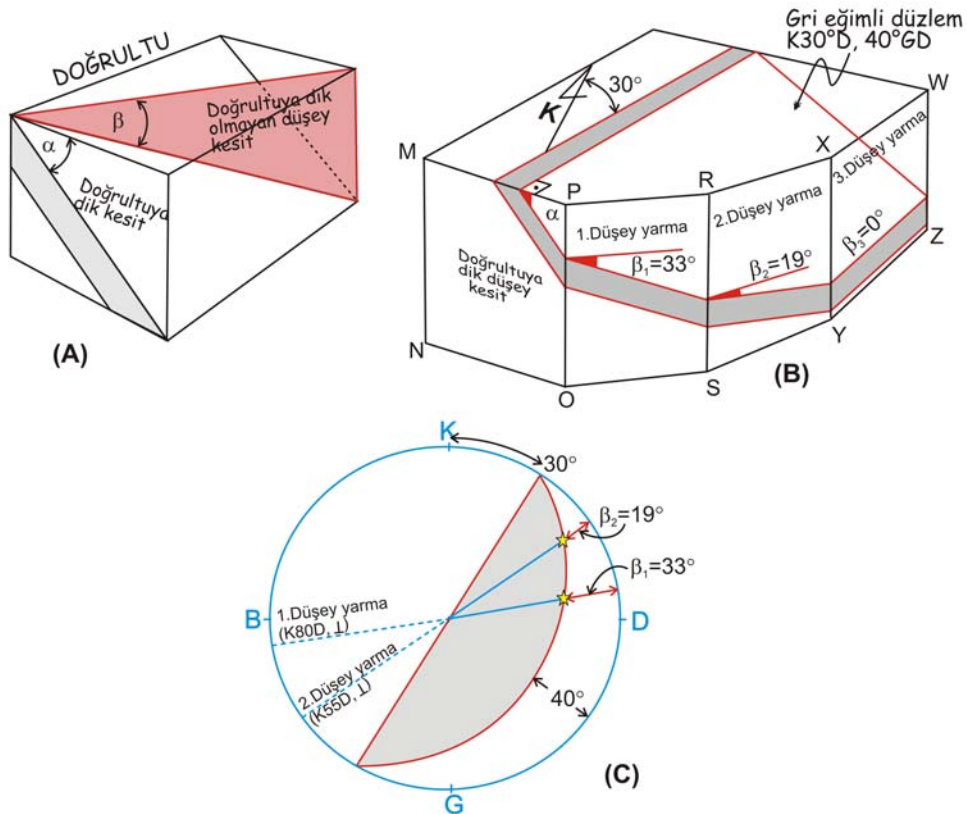 DOĞRULTU
β
Doğrultuya dik
olmayan düşey
kesit
α
Doğrultuya
dik kesit
(A)
Gri eğimli düzlem
K30°D, 40°GD
30°
K
W
M
X
P
R
3.Düşey yarma
α
1.Düşey yarma
2.Düşey yarma
Doğrultuya
dik düşey
kesit
β₁=33°
β₂=19°
β₃=0°
Z
N
Y
O
S
(B)
K
30°
β₂=19°
β₁=33°
B
1.Düşey yarma
(K80D, ⊥)
D
2.Düşey yarma
(K55D, ⊥)
40°
G
(C)